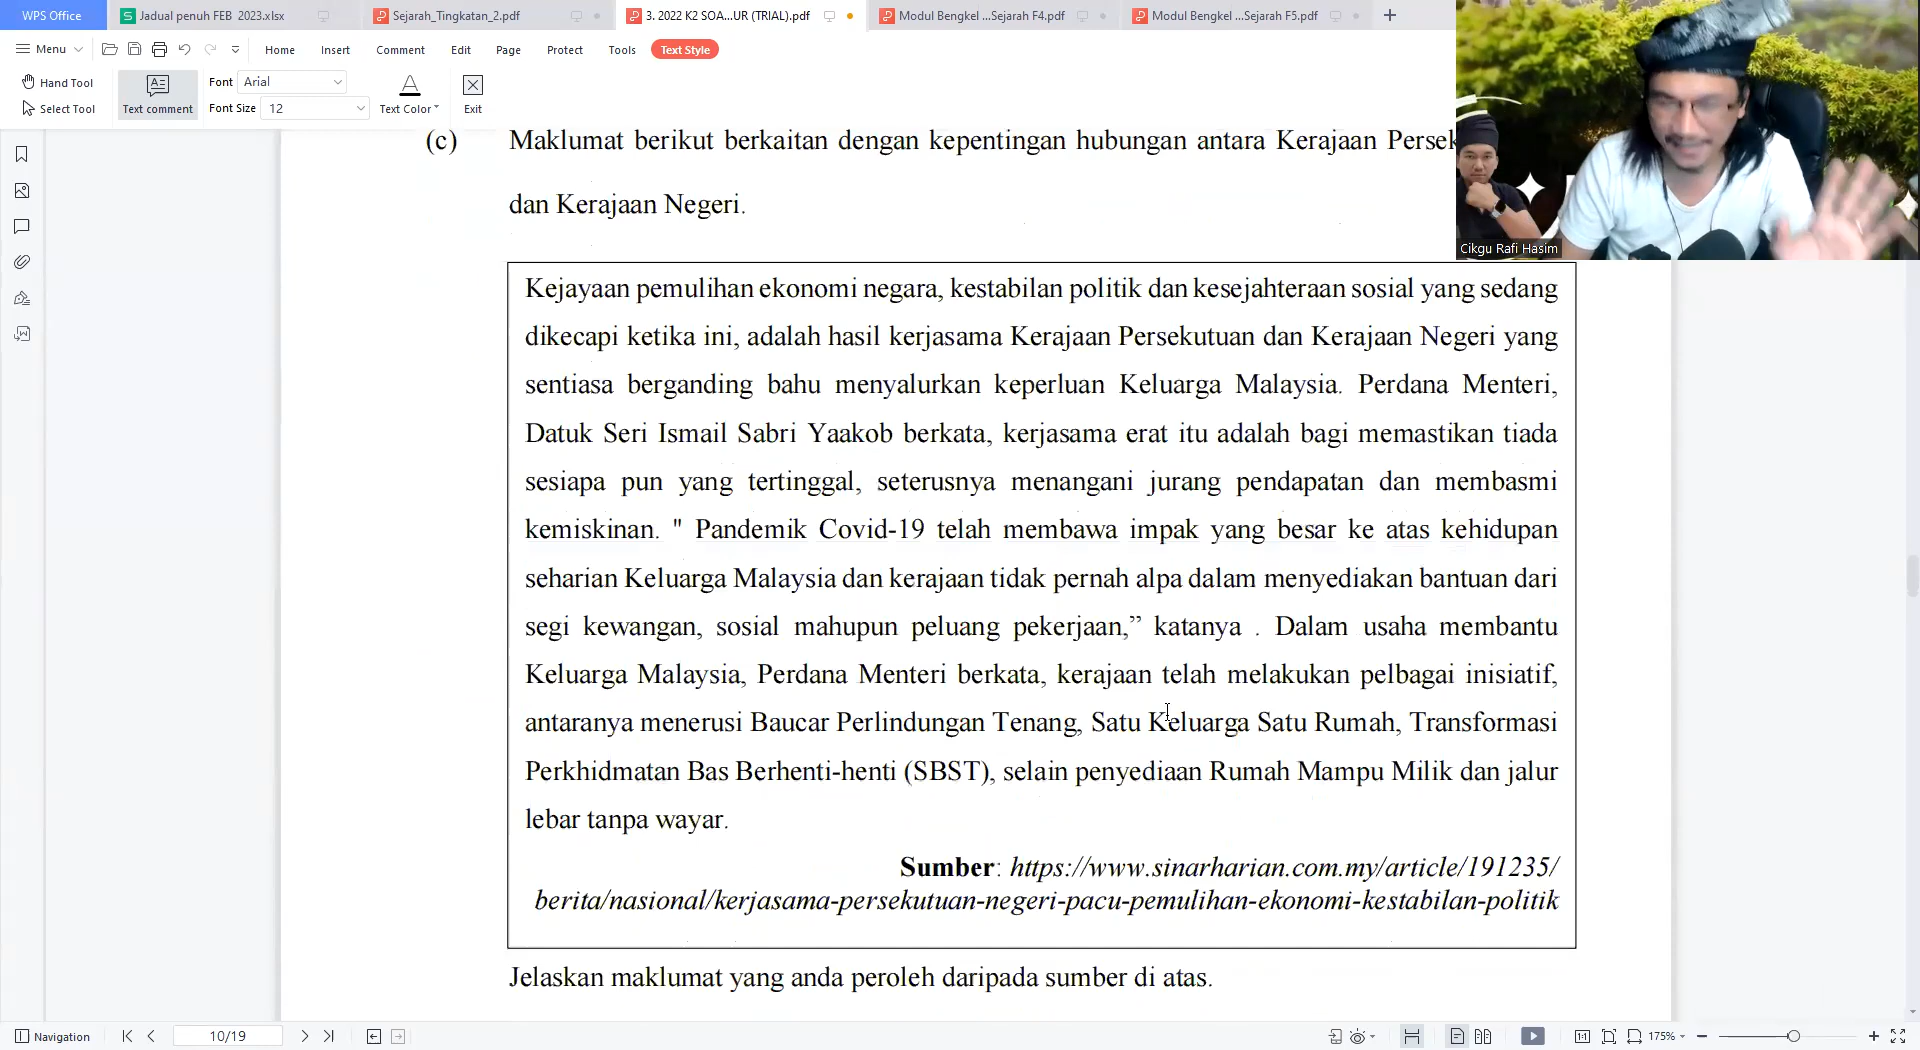 WPS Office
Jadual penuh FEB 2023.xlsx
Sejarah_Tingkatan_2.pdf
3. 2022 K2 SOA...UR (TRIAL).pdf
Modul Bengkel ...Sejarah F4.pdf
Modul Bengkel ...Sejarah F5.pdf
Menu
Home
Insert
Comment
Edit
Page
Protect
Tools
Text Style
Hand Tool
Select Tool
Text comment
Font Arial
Font Size 12
Text Color
Exit
Cikgu Rafi Hasim
(c) Maklumat berikut berkaitan dengan kepentingan hubungan antara Kerajaan Persek
dan Kerajaan Negeri.
Kejayaan pemulihan ekonomi negara, kestabilan politik dan kesejahteraan sosial yang sedang
dikecapi ketika ini, adalah hasil kerjasama Kerajaan Persekutuan dan Kerajaan Negeri yang
sentiasa berganding bahu menyalurkan keperluan Keluarga Malaysia. Perdana Menteri,
Datuk Seri Ismail Sabri Yaakob berkata, kerjasama erat itu adalah bagi memastikan tiada
sesiapa pun yang tertinggal, seterusnya menangani jurang pendapatan dan membasmi
kemiskinan. " Pandemik Covid-19 telah membawa impak yang besar ke atas kehidupan
seharian Keluarga Malaysia dan kerajaan tidak pernah alpa dalam menyediakan bantuan dari
segi kewangan, sosial mahupun peluang pekerjaan,” katanya . Dalam usaha membantu
Keluarga Malaysia, Perdana Menteri berkata, kerajaan telah melakukan pelbagai inisiatif,
antaranya menerusi Baucar Perlindungan Tenang, Satu Keluarga Satu Rumah, Transformasi
Perkhidmatan Bas Berhenti-henti (SBST), selain penyediaan Rumah Mampu Milik dan jalur
lebar tanpa wayar.
Sumber: https://www.sinarharian.com.my/article/191235/
berita/nasional/kerjasama-persekutuan-negeri-pacu-pemulihan-ekonomi-kestabilan-politik
Jelaskan maklumat yang anda peroleh daripada sumber di atas.
Navigation
10/19
175%